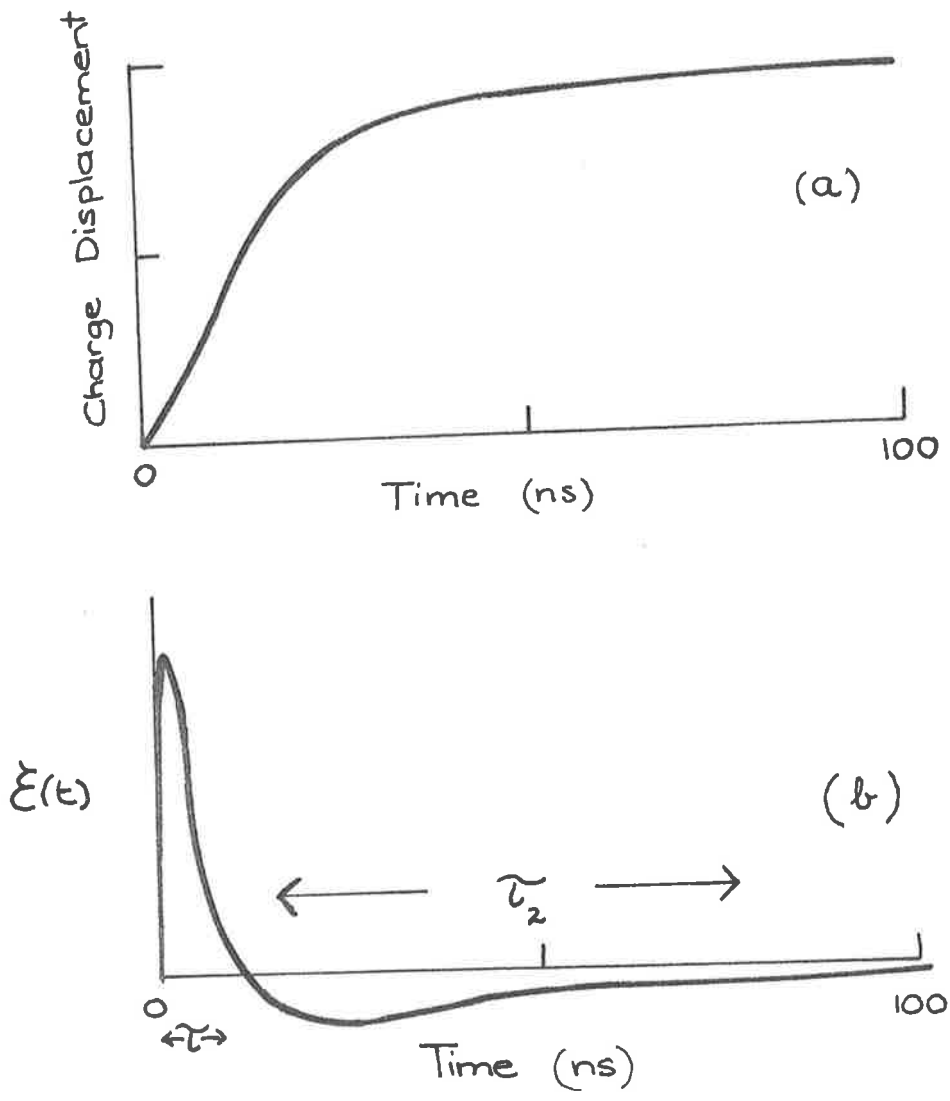 Charge Displacement
(a)
0
100
Time (ns)
ξ(t)
(b)
τ₂
0
100
τ
Time (ns)